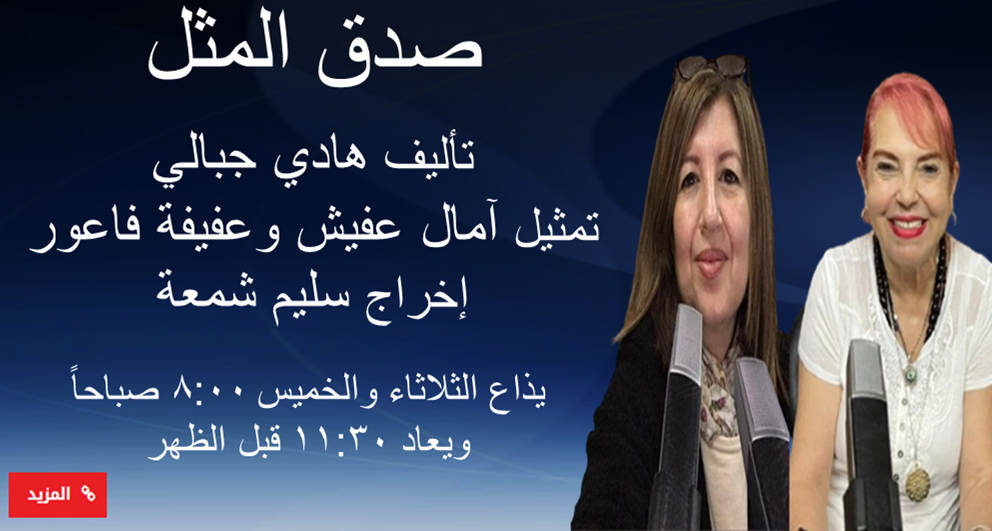 صدق المثل
تأليف هادي جبالي
تمثيل آمال عفيش وعفيفة فاعور
إخراج سليم شمعة
يذاع الثلاثاء والخميس ٨:٠٠ صباحاً
ويعاد ١١:٣٠ قبل الظهر
المزيد